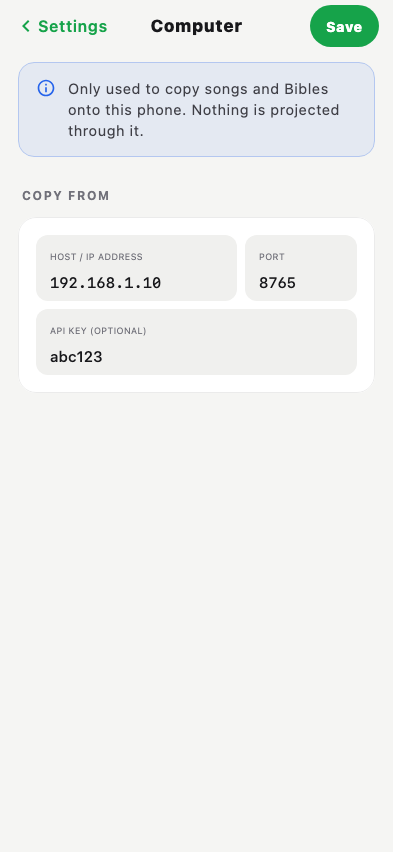 Settings
Computer
Save
Only used to copy songs and Bibles
onto this phone. Nothing is projected
through it.
COPY FROM
HOST / IP ADDRESS
192.168.1.10
PORT
8765
API KEY (OPTIONAL)
abc123